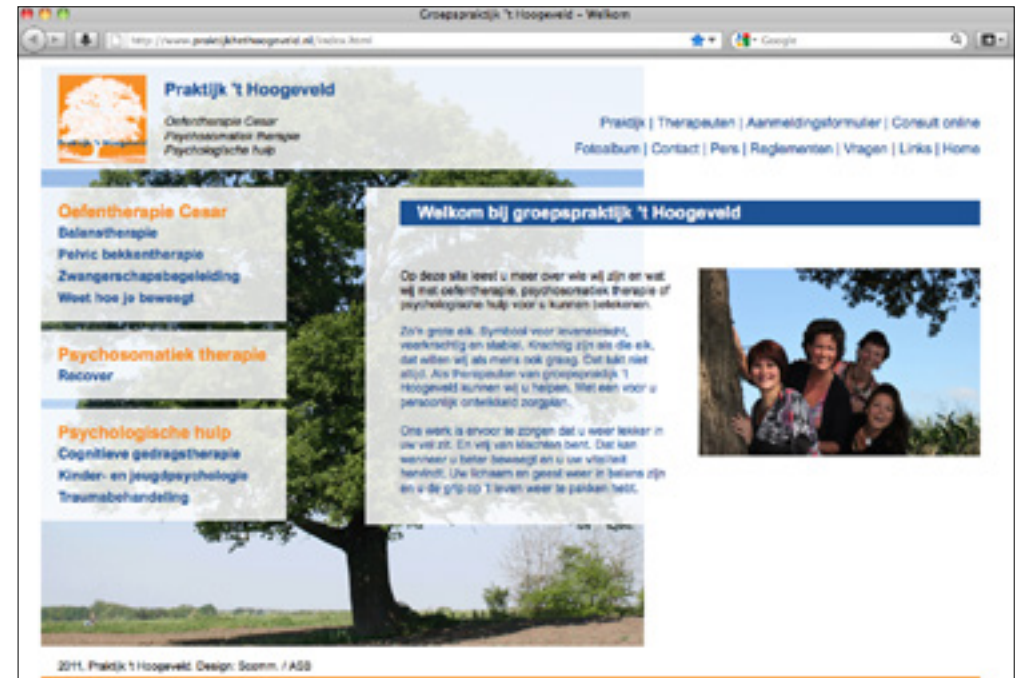 Groepspraktijk 't Hoogeveld – Welkom
http://www.praktijkhethoogeveld.nl/index.html
Google
Praktijk 't Hoogeveld
Oefentherapie Cesar
Psychosomatiek therapie
Psychologische hulp
Praktijk 't Hoogeveld
Praktijk | Therapeuten | Aanmeldingsformulier | Consult online
Fotoalbum | Contact | Pers | Reglementen | Vragen | Links | Home
Oefentherapie Cesar
Balanstherapie
Pelvic bekkentherapie
Zwangerschapsbegeleiding
Weet hoe je beweegt
Psychosomatiek therapie
Recover
Psychologische hulp
Cognitieve gedragstherapie
Kinder- en jeugdpsychologie
Traumabehandeling
Welkom bij groepspraktijk 't Hoogeveld
Op deze site leest u meer over wie wij zijn en wat
wij met oefentherapie, psychosomatiek therapie of
psychologische hulp voor u kunnen betekenen.
Zo'n grote eik. Symbool voor levenskracht,
veerkrachtig en stabiel. Krachtig zijn als die eik,
dat willen wij als mens ook graag. Dat lukt niet
altijd. Als therapeuten van groepspraktijk 't
Hoogeveld kunnen wij u helpen. Met een voor u
persoonlijk ontwikkeld zorgplan.
Ons werk is ervoor te zorgen dat u weer lekker in
uw vel zit. En vrij van klachten bent. Dat kan
wanneer u beter beweegt en u uw vitaliteit
hervindt. Uw lichaam en geest weer in balans zijn
en u de grip op 't leven weer te pakken hebt.
2011. Praktijk 't Hoogeveld. Design: Scomm. / ASB